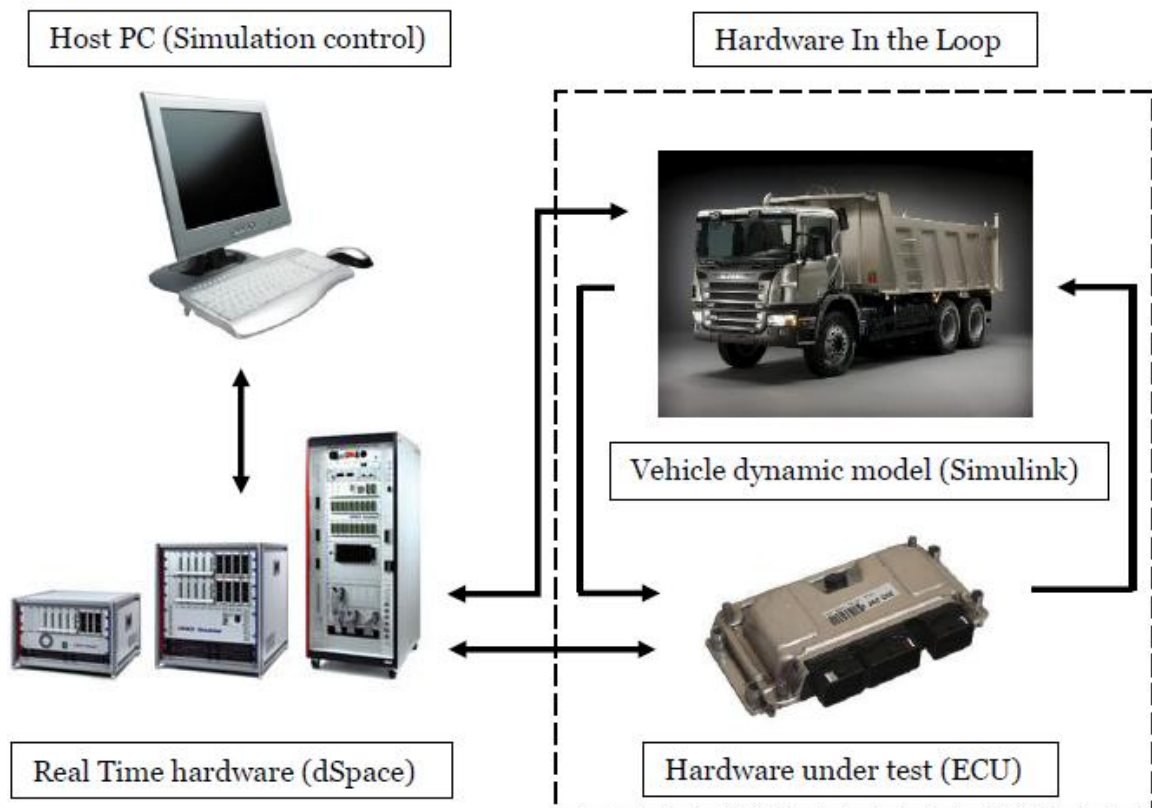 Host PC (Simulation control)
Hardware In the Loop
Vehicle dynamic model (Simulink)
Real Time hardware (dSpace)
Hardware under test (ECU)